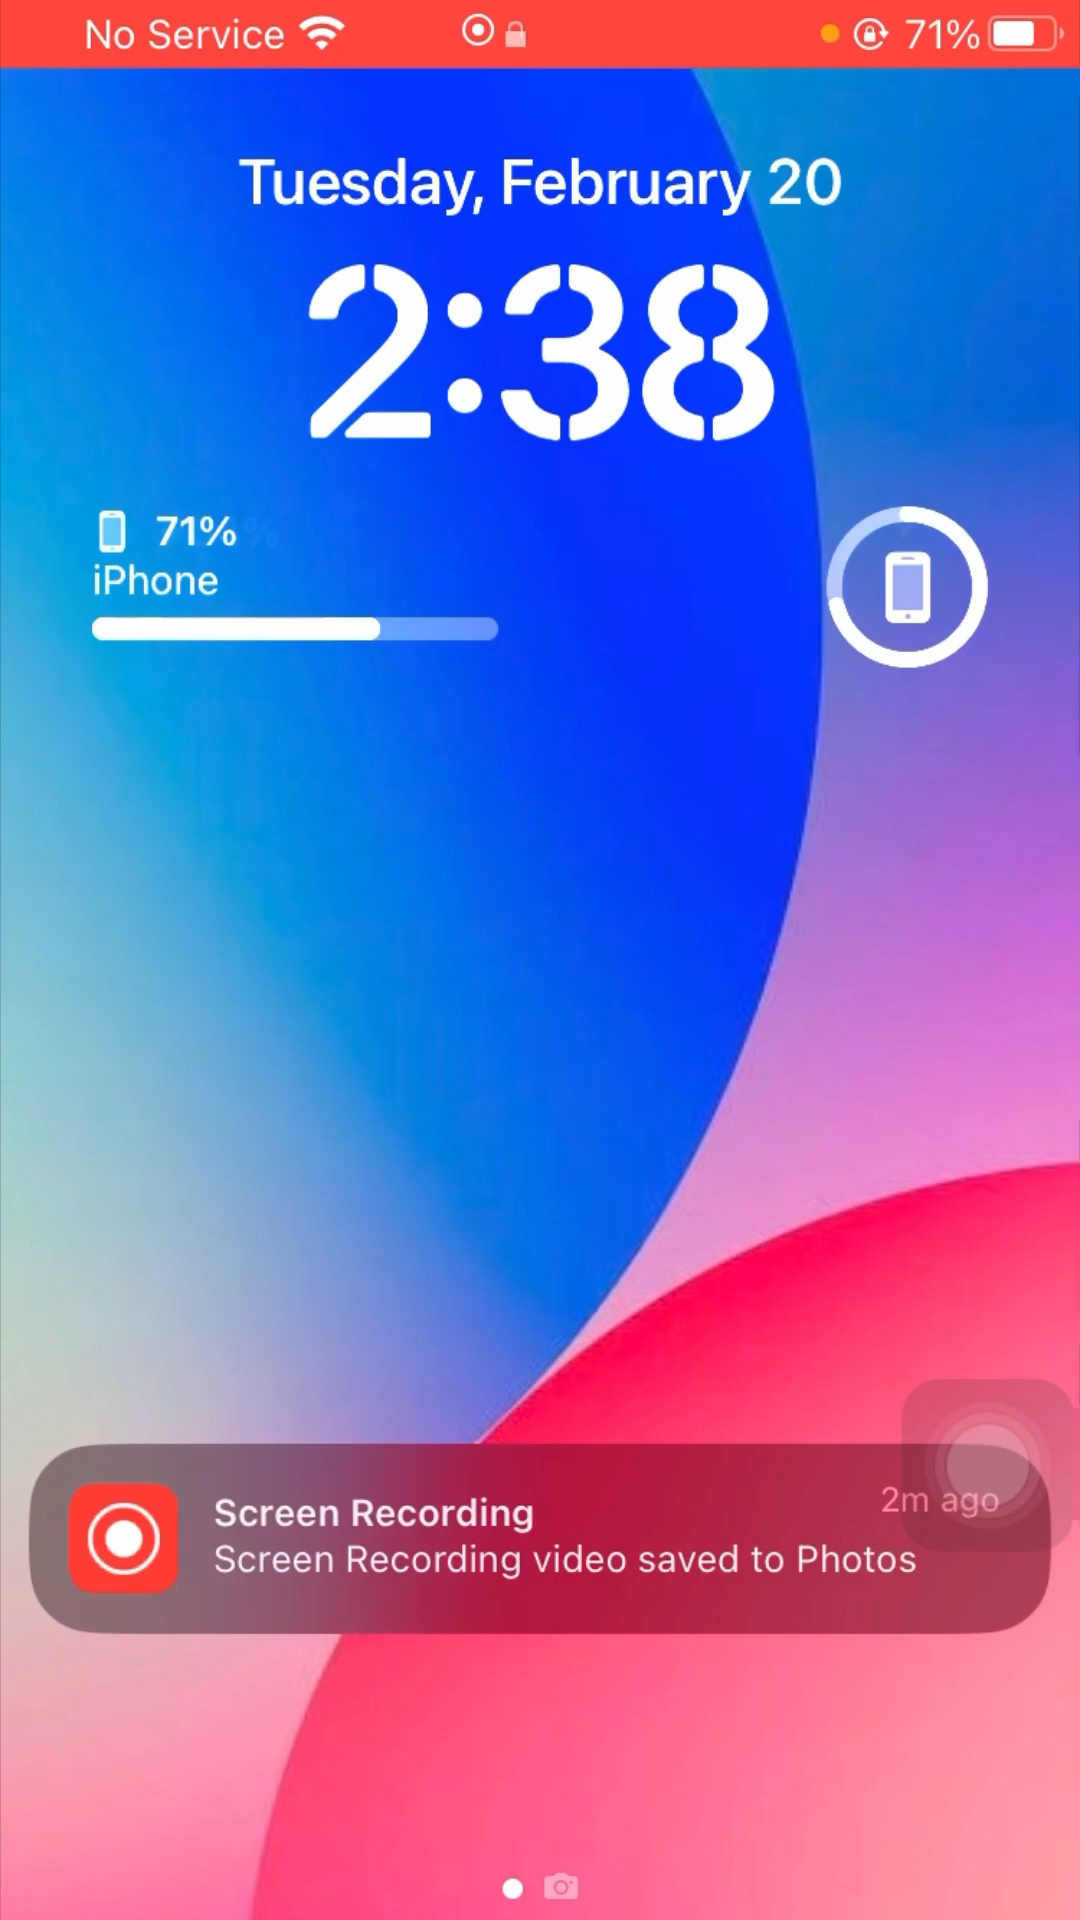 No Service 71%
Tuesday, February 20
2:38
71%
iPhone
Screen Recording 2m ago
Screen Recording video saved to Photos